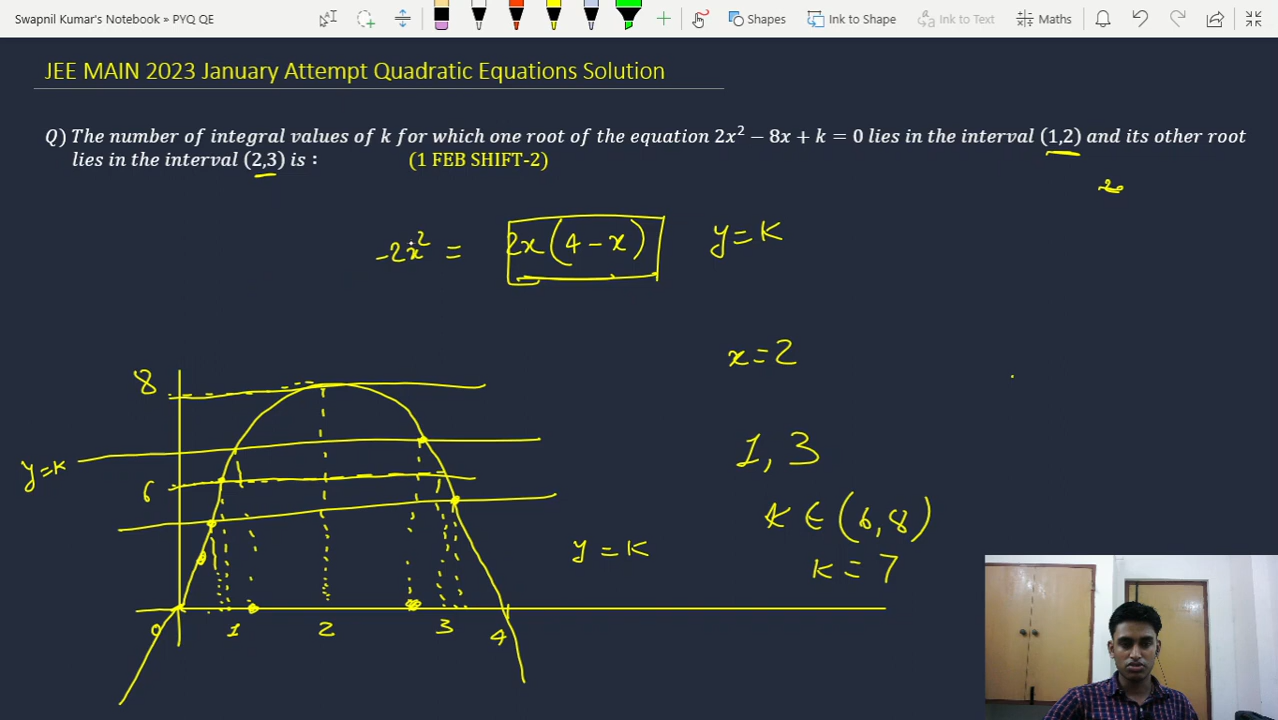 Swapnil Kumar's Notebook > PYQ QE
Shapes
Ink to Shape
Ink to Text
Maths
JEE MAIN 2023 January Attempt Quadratic Equations Solution
Q) The number of integral values of k for which one root of the equation 2x² − 8x + k = 0 lies in the interval (1,2) and its other root
lies in the interval (2,3) is : (1 FEB SHIFT-2)
-2x² = 2x(4-x) y=k
x=2
8
1, 3
y=k
6
k ∈ (6,8)
y = k
k = 7
0 1 2 3 4